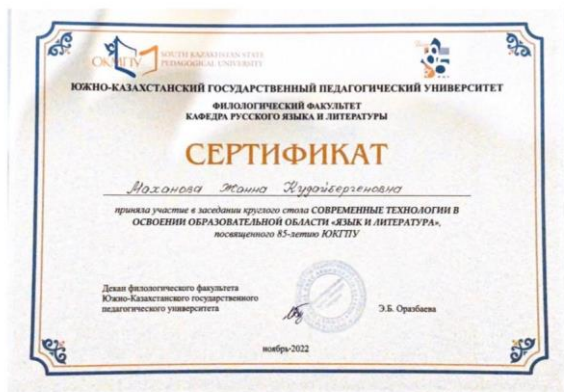 ОКМПУ
SOUTH KAZAKHSTAN STATE
PEDAGOGICAL UNIVERSITY
ЮЖНО-КАЗАХСТАНСКИЙ ГОСУДАРСТВЕННЫЙ ПЕДАГОГИЧЕСКИЙ УНИВЕРСИТЕТ
ФИЛОЛОГИЧЕСКИЙ ФАКУЛЬТЕТ
КАФЕДРА РУССКОГО ЯЗЫКА И ЛИТЕРАТУРЫ
СЕРТИФИКАТ
Маханова Жанна Кудайбергеновна
приняла участие в заседании круглого стола СОВРЕМЕННЫЕ ТЕХНОЛОГИИ В
ОСВОЕНИИ ОБРАЗОВАТЕЛЬНОЙ ОБЛАСТИ «ЯЗЫК И ЛИТЕРАТУРА»,
посвященного 85-летию ЮКГПУ
Декан филологического факультета
Южно-Казахстанского государственного
педагогического университета
Э.Б. Оразбаева
ноябрь-2022